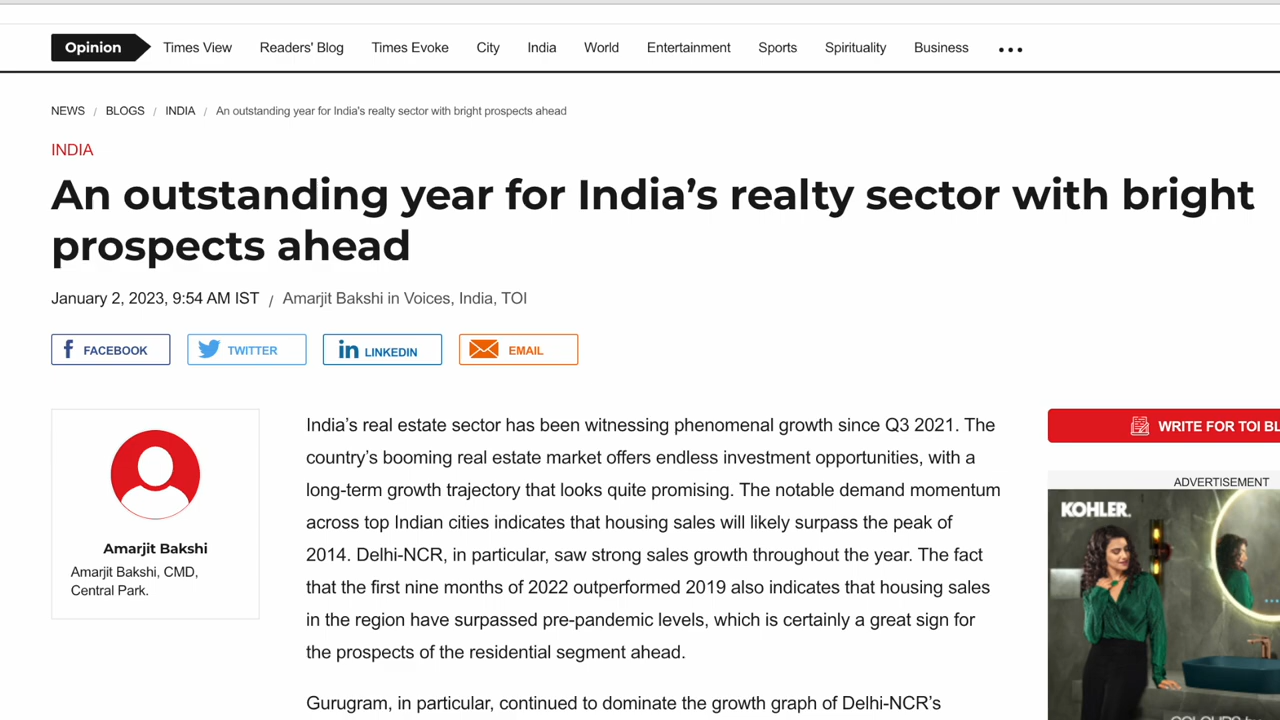 Opinion Times View Readers' Blog Times Evoke City India World Entertainment Sports Spirituality Business •••
NEWS / BLOGS / INDIA / An outstanding year for India's realty sector with bright prospects ahead
INDIA
An outstanding year for India's realty sector with bright
prospects ahead
January 2, 2023, 9:54 AM IST / Amarjit Bakshi in Voices, India, TOI
FACEBOOK TWITTER LINKEDIN EMAIL
Amarjit Bakshi
Amarjit Bakshi, CMD,
Central Park.
India's real estate sector has been witnessing phenomenal growth since Q3 2021. The
country's booming real estate market offers endless investment opportunities, with a
long-term growth trajectory that looks quite promising. The notable demand momentum
across top Indian cities indicates that housing sales will likely surpass the peak of
2014. Delhi-NCR, in particular, saw strong sales growth throughout the year. The fact
that the first nine months of 2022 outperformed 2019 also indicates that housing sales
in the region have surpassed pre-pandemic levels, which is certainly a great sign for
the prospects of the residential segment ahead.
Gurugram, in particular, continued to dominate the growth graph of Delhi-NCR's
WRITE FOR TOI BL
ADVERTISEMENT
KOHLER.